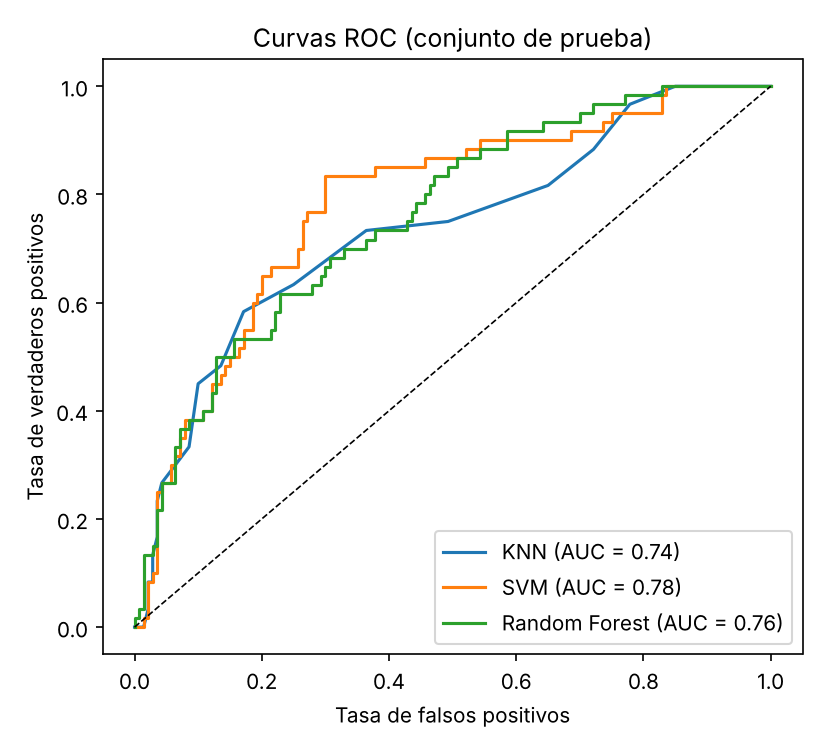 Curvas ROC (conjunto de prueba)
Tasa de verdaderos positivos
1.0
0.8
0.6
0.4
0.2
0.0
KNN (AUC = 0.74)
SVM (AUC = 0.78)
Random Forest (AUC = 0.76)
0.0 0.2 0.4 0.6 0.8 1.0
Tasa de falsos positivos